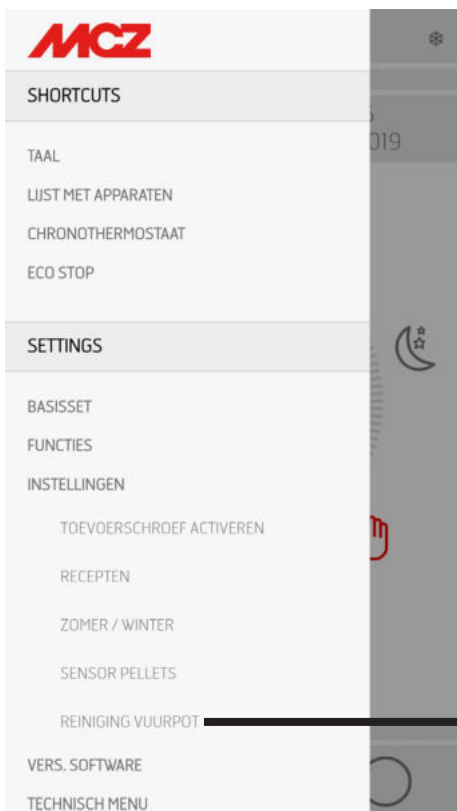 MCZ
SHORTCUTS
TAAL
LIJST MET APPARATEN
CHRONOTHERMOSTAAT
ECO STOP
SETTINGS
BASISSET
FUNCTIES
INSTELLINGEN
TOEVOERSCHROEF ACTIVEREN
RECEPTEN
ZOMER / WINTER
SENSOR PELLETS
REINIGING VUURPOT
VERS. SOFTWARE
TECHNISCH MENU
019